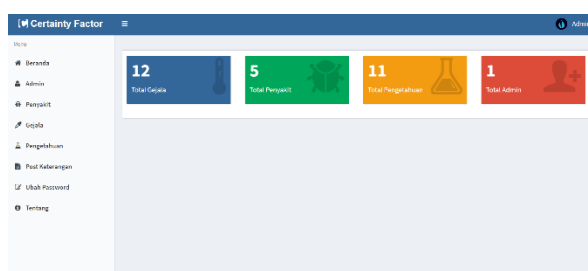 Certainty Factor
Admin
Menu
Beranda
Admin
Penyakit
Gejala
Pengetahuan
Post Keterangan
Ubah Password
Tentang
12
Total Gejala
5
Total Penyakit
11
Total Pengetahuan
1
Total Admin